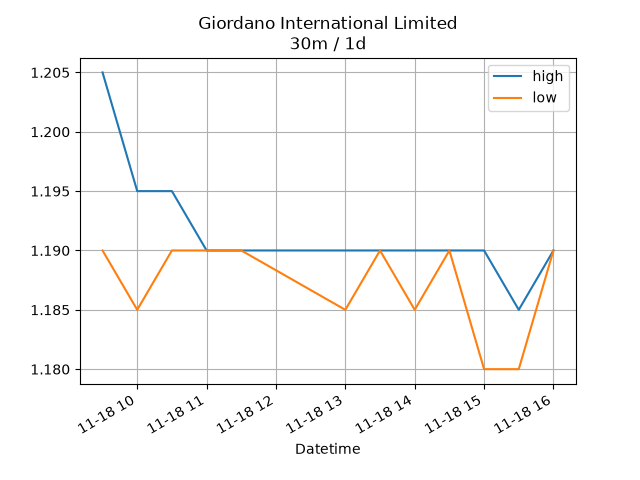 Giordano International Limited
30m / 1d
high
low
1.205
1.200
1.195
1.190
1.185
1.180
11-18 10
11-18 11
11-18 12
11-18 13
11-18 14
11-18 15
11-18 16
Datetime